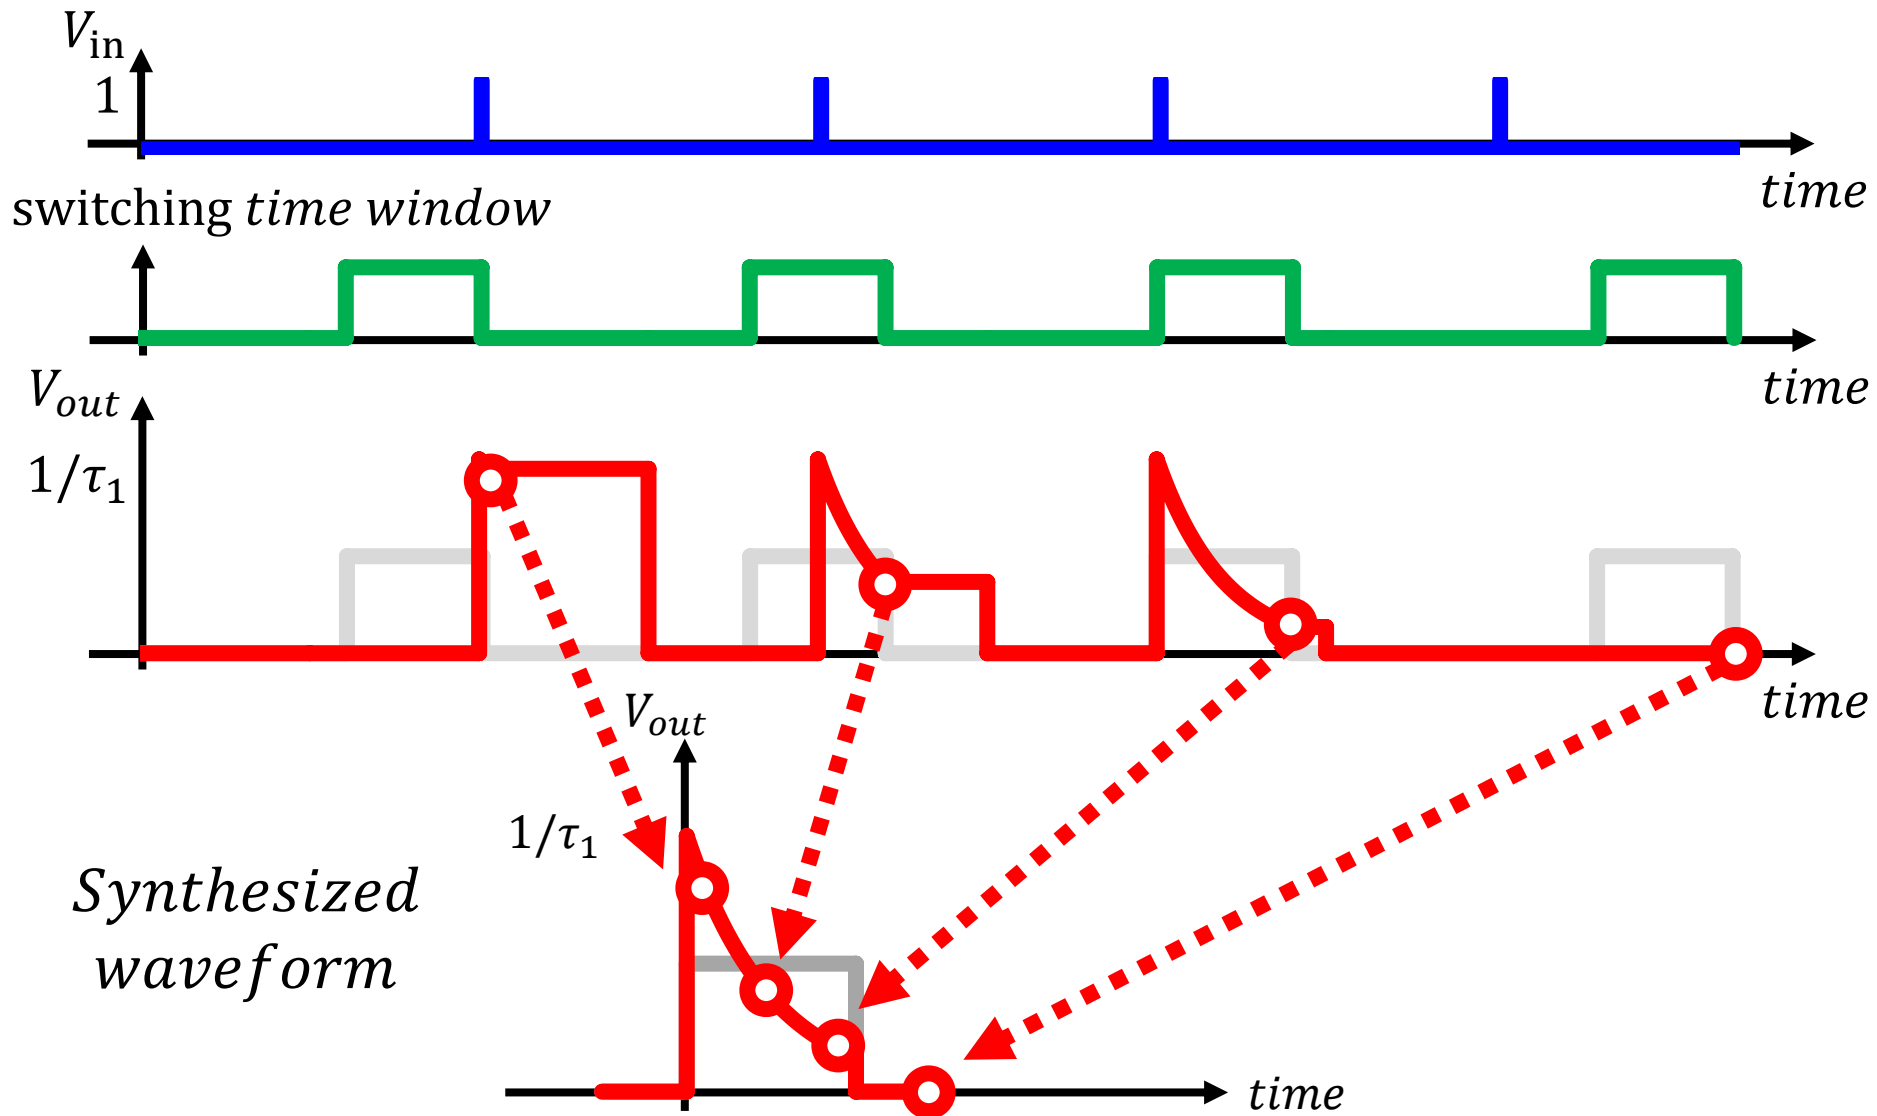 V_in
1
time
switching time window
time
V_out
1/τ_1
time
V_out
1/τ_1
Synthesized
waveform
time